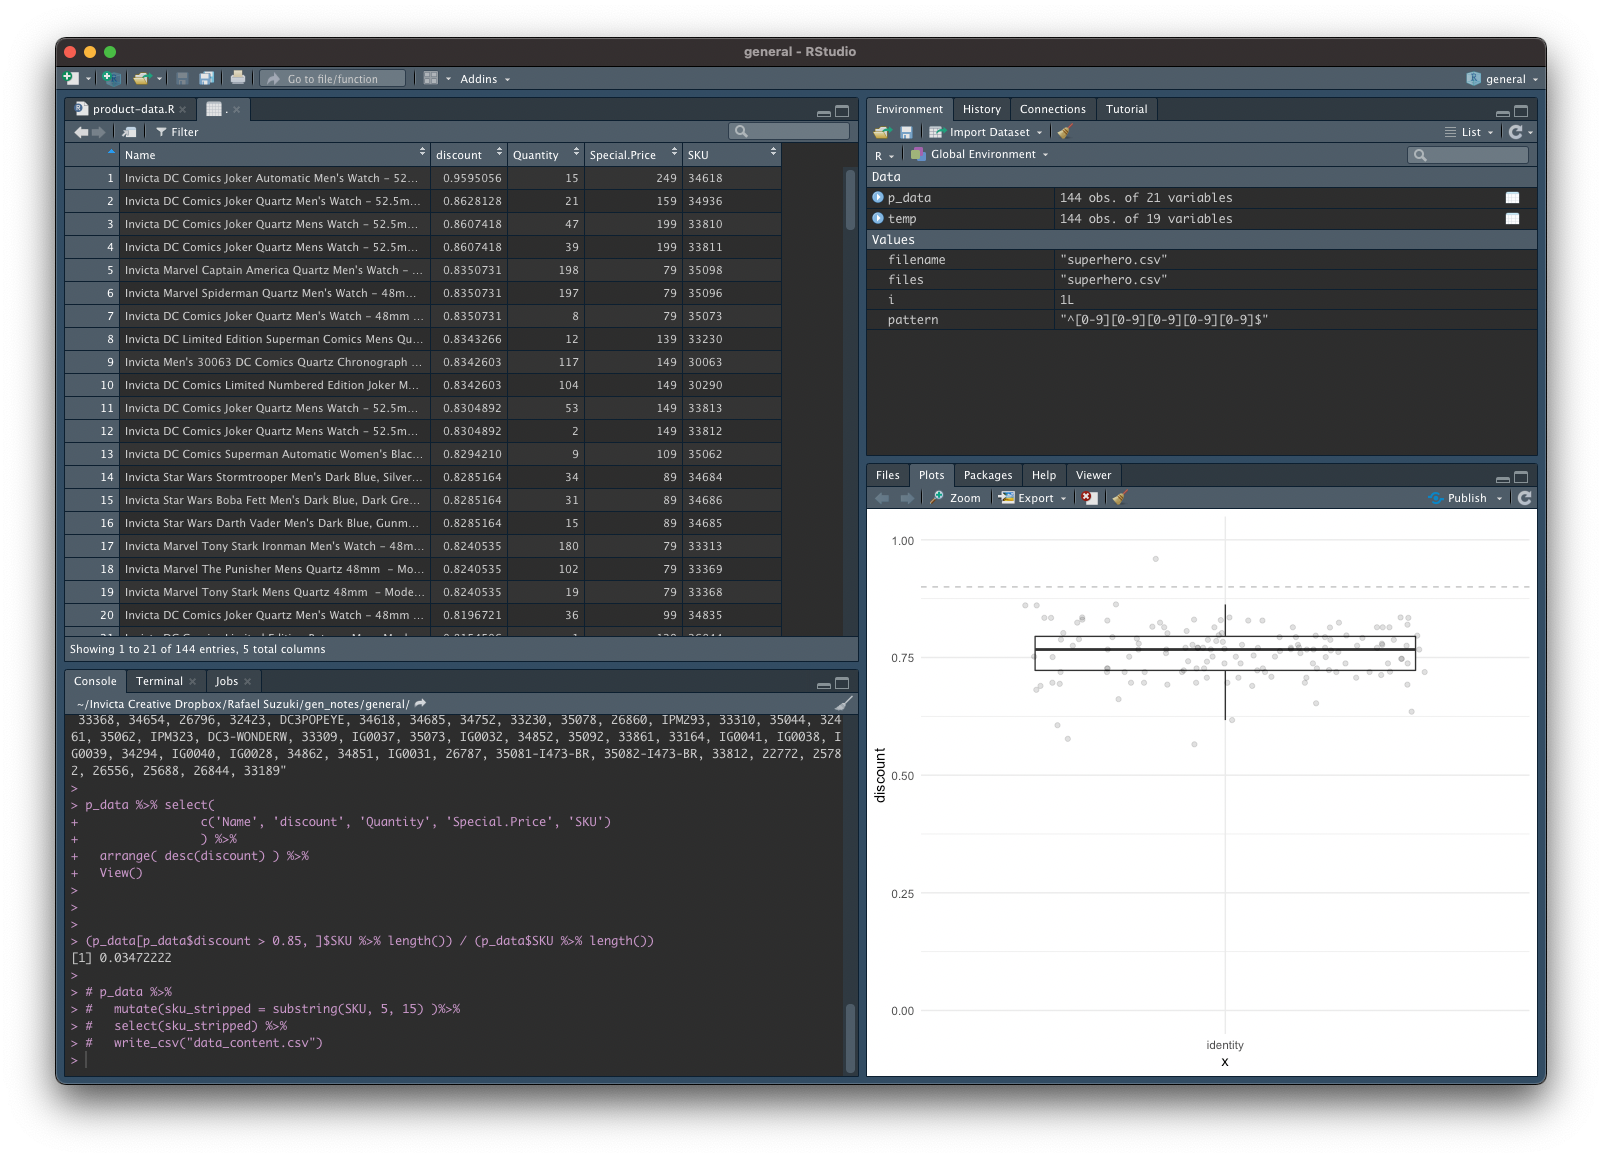 general - RStudio
Go to file/function
Addins
general
product-data.R
.
Filter
Name discount Quantity Special.Price SKU
1 Invicta DC Comics Joker Automatic Men's Watch - 52... 0.9595056 15 249 34618
2 Invicta DC Comics Joker Quartz Men's Watch - 52.5m... 0.8628128 21 159 34936
3 Invicta DC Comics Joker Quartz Mens Watch - 52.5m... 0.8607418 47 199 33810
4 Invicta DC Comics Joker Quartz Mens Watch - 52.5m... 0.8607418 39 199 33811
5 Invicta Marvel Captain America Quartz Men's Watch - ... 0.8350731 198 79 35098
6 Invicta Marvel Spiderman Quartz Men's Watch - 48m... 0.8350731 197 79 35096
7 Invicta DC Comics Joker Quartz Men's Watch - 48mm ... 0.8350731 8 79 35073
8 Invicta DC Limited Edition Superman Comics Mens Qu... 0.8343266 12 139 33230
9 Invicta Men's 30063 DC Comics Quartz Chronograph ... 0.8342603 117 149 30063
10 Invicta DC Comics Limited Numbered Edition Joker M... 0.8342603 104 149 30290
11 Invicta DC Comics Joker Quartz Mens Watch - 52.5m... 0.8304892 53 149 33813
12 Invicta DC Comics Joker Quartz Mens Watch - 52.5m... 0.8304892 2 149 33812
13 Invicta DC Comics Superman Automatic Women's Blac... 0.8294210 9 109 35062
14 Invicta Star Wars Stormtrooper Men's Dark Blue, Silver... 0.8285164 34 89 34684
15 Invicta Star Wars Boba Fett Men's Dark Blue, Dark Gre... 0.8285164 31 89 34686
16 Invicta Star Wars Darth Vader Men's Dark Blue, Gunm... 0.8285164 15 89 34685
17 Invicta Marvel Tony Stark Ironman Men's Watch - 48m... 0.8240535 180 79 33313
18 Invicta Marvel The Punisher Mens Quartz 48mm - Mo... 0.8240535 102 79 33369
19 Invicta Marvel Tony Stark Mens Quartz 48mm - Mode... 0.8240535 19 79 33368
20 Invicta DC Comics Joker Quartz Men's Watch - 48mm ... 0.8196721 36 99 34835
Showing 1 to 21 of 144 entries, 5 total columns
Console Terminal Jobs
~/Invicta Creative Dropbox/Rafael Suzuki/gen_notes/general/
33368, 34654, 26796, 32423, DC3POPEYE, 34618, 34685, 34752, 33230, 35078, 26860, IPM293, 33310, 35044, 324
61, 35062, IPM323, DC3-WONDERW, 33309, IG0037, 35073, IG0032, 34852, 35092, 33861, 33164, IG0041, IG0038, I
G0039, 34294, IG0040, IG0028, 34862, 34851, IG0031, 26787, 35081-I473-BR, 35082-I473-BR, 33812, 22772, 2578
2, 26556, 25688, 26844, 33189"
>
> p_data %>% select(
+ c('Name', 'discount', 'Quantity', 'Special.Price', 'SKU')
+ ) %>%
+ arrange( desc(discount) ) %>%
+ View()
>
>
>
> (p_data[p_data$discount > 0.85, ]$SKU %>% length()) / (p_data$SKU %>% length())
[1] 0.03472222
>
> # p_data %>%
> # mutate(sku_stripped = substring(SKU, 5, 15) )%>%
> # select(sku_stripped) %>%
> # write_csv("data_content.csv")
>
Environment History Connections Tutorial
Import Dataset
List
R
Global Environment
Data
p_data 144 obs. of 21 variables
temp 144 obs. of 19 variables
Values
filename "superhero.csv"
files "superhero.csv"
i 1L
pattern "^[0-9][0-9][0-9][0-9][0-9]$"
Files Plots Packages Help Viewer
Zoom Export Publish
1.00
0.75
0.50
0.25
0.00
discount
identity
x